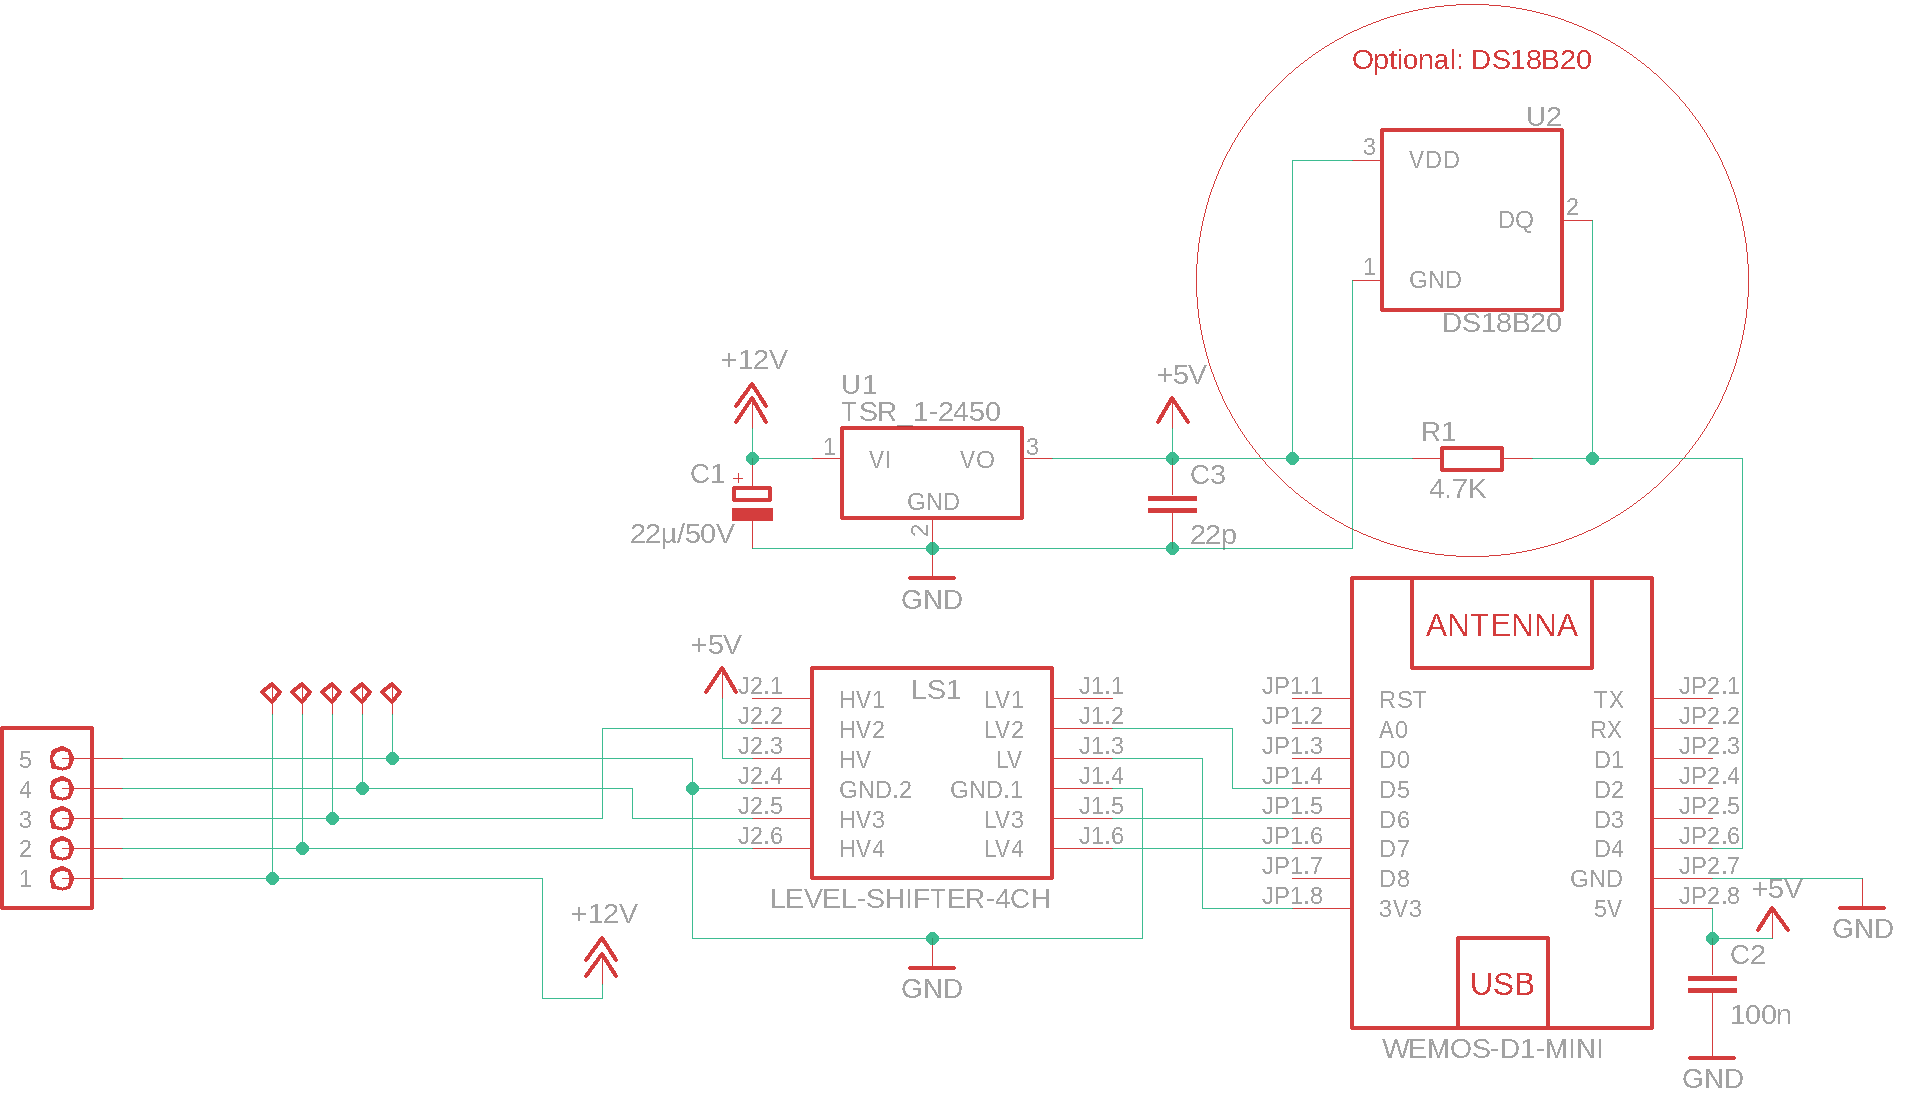 Optional: DS18B20
U2
3
VDD
DQ
2
1
GND
DS18B20
+12V
U1
TSR_1-2450
+5V
1
VI
VO
3
GND
2
C1
+
22µ/50V
C3
22p
R1
4.7K
GND
+5V
LS1
J2.1
HV1
LV1
J1.1
J2.2
HV2
LV2
J1.2
J2.3
HV
LV
J1.3
J2.4
GND.2
GND.1
J1.4
J2.5
HV3
LV3
J1.5
J2.6
HV4
LV4
J1.6
LEVEL-SHIFTER-4CH
GND
5
4
3
2
1
+12V
ANTENNA
JP1.1
RST
TX
JP2.1
JP1.2
A0
RX
JP2.2
JP1.3
D0
D1
JP2.3
JP1.4
D5
D2
JP2.4
JP1.5
D6
D3
JP2.5
JP1.6
D7
D4
JP2.6
JP1.7
D8
GND
JP2.7
JP1.8
3V3
5V
JP2.8
USB
WEMOS-D1-MINI
+5V
GND
C2
100n
GND